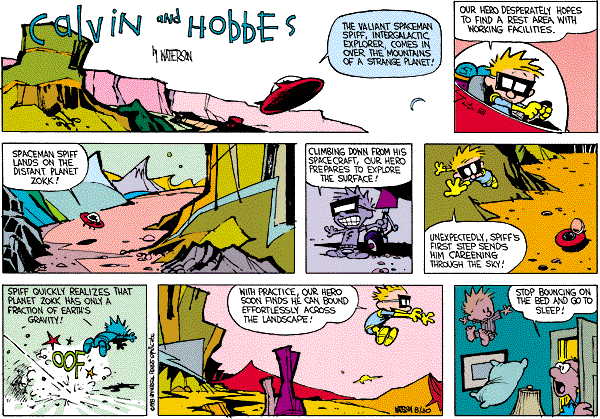 Calvin and Hobbes
by WATERSON
THE VALIANT SPACEMAN
SPIFF, INTERGALACTIC
EXPLORER, COMES IN
OVER THE MOUNTAINS
OF A STRANGE PLANET!
OUR HERO DESPERATELY HOPES
TO FIND A REST AREA WITH
WORKING FACILITIES.
SPACEMAN SPIFF
LANDS ON THE
DISTANT PLANET
ZOKK!
CLIMBING DOWN FROM HIS
SPACECRAFT, OUR HERO
PREPARES TO EXPLORE
THE SURFACE!
UNEXPECTEDLY, SPIFF'S
FIRST STEP SENDS
HIM CAREENING
THROUGH THE SKY!
SPIFF QUICKLY REALIZES THAT
PLANET ZOKK HAS ONLY A
FRACTION OF EARTH'S
GRAVITY!
OOF
WITH PRACTICE, OUR HERO
SOON FINDS HE CAN BOUND
EFFORTLESSLY ACROSS
THE LANDSCAPE!
WATERSON 8/30
STOP BOUNCING ON
THE BED AND GO TO
SLEEP!